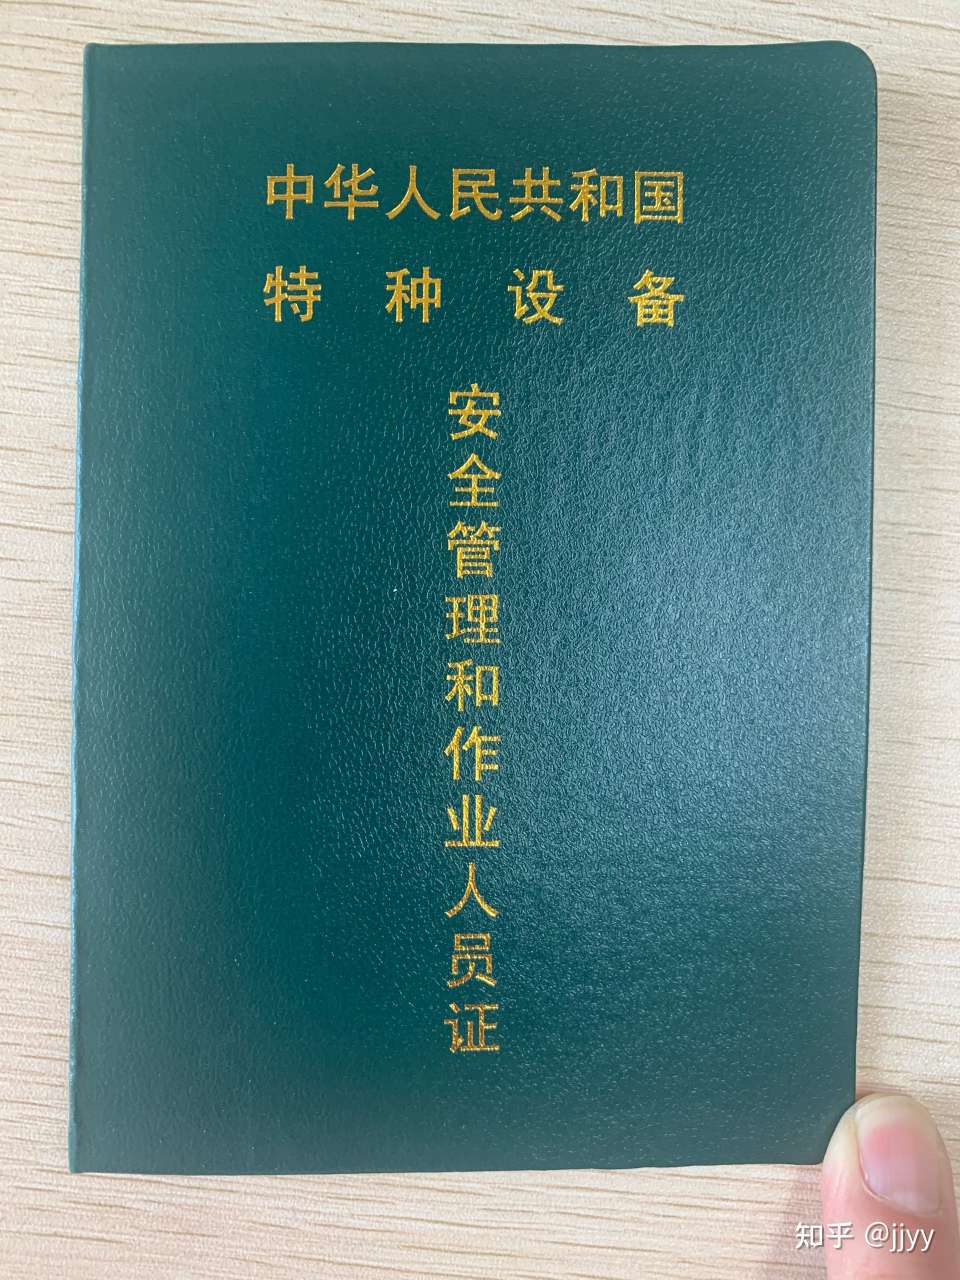 中华人民共和国
特种设备
安全管理和作业人员证
知乎 @jjyy